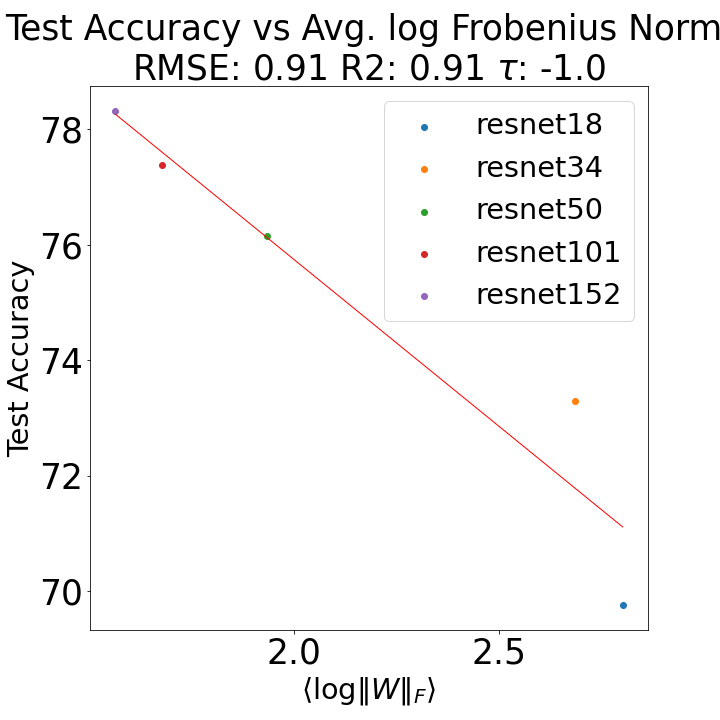 Test Accuracy vs Avg. log Frobenius Norm
RMSE: 0.91 R2: 0.91 τ: -1.0
78
76
74
72
70
Test Accuracy
resnet18
resnet34
resnet50
resnet101
resnet152
2.0 2.5
⟨log‖W‖F⟩